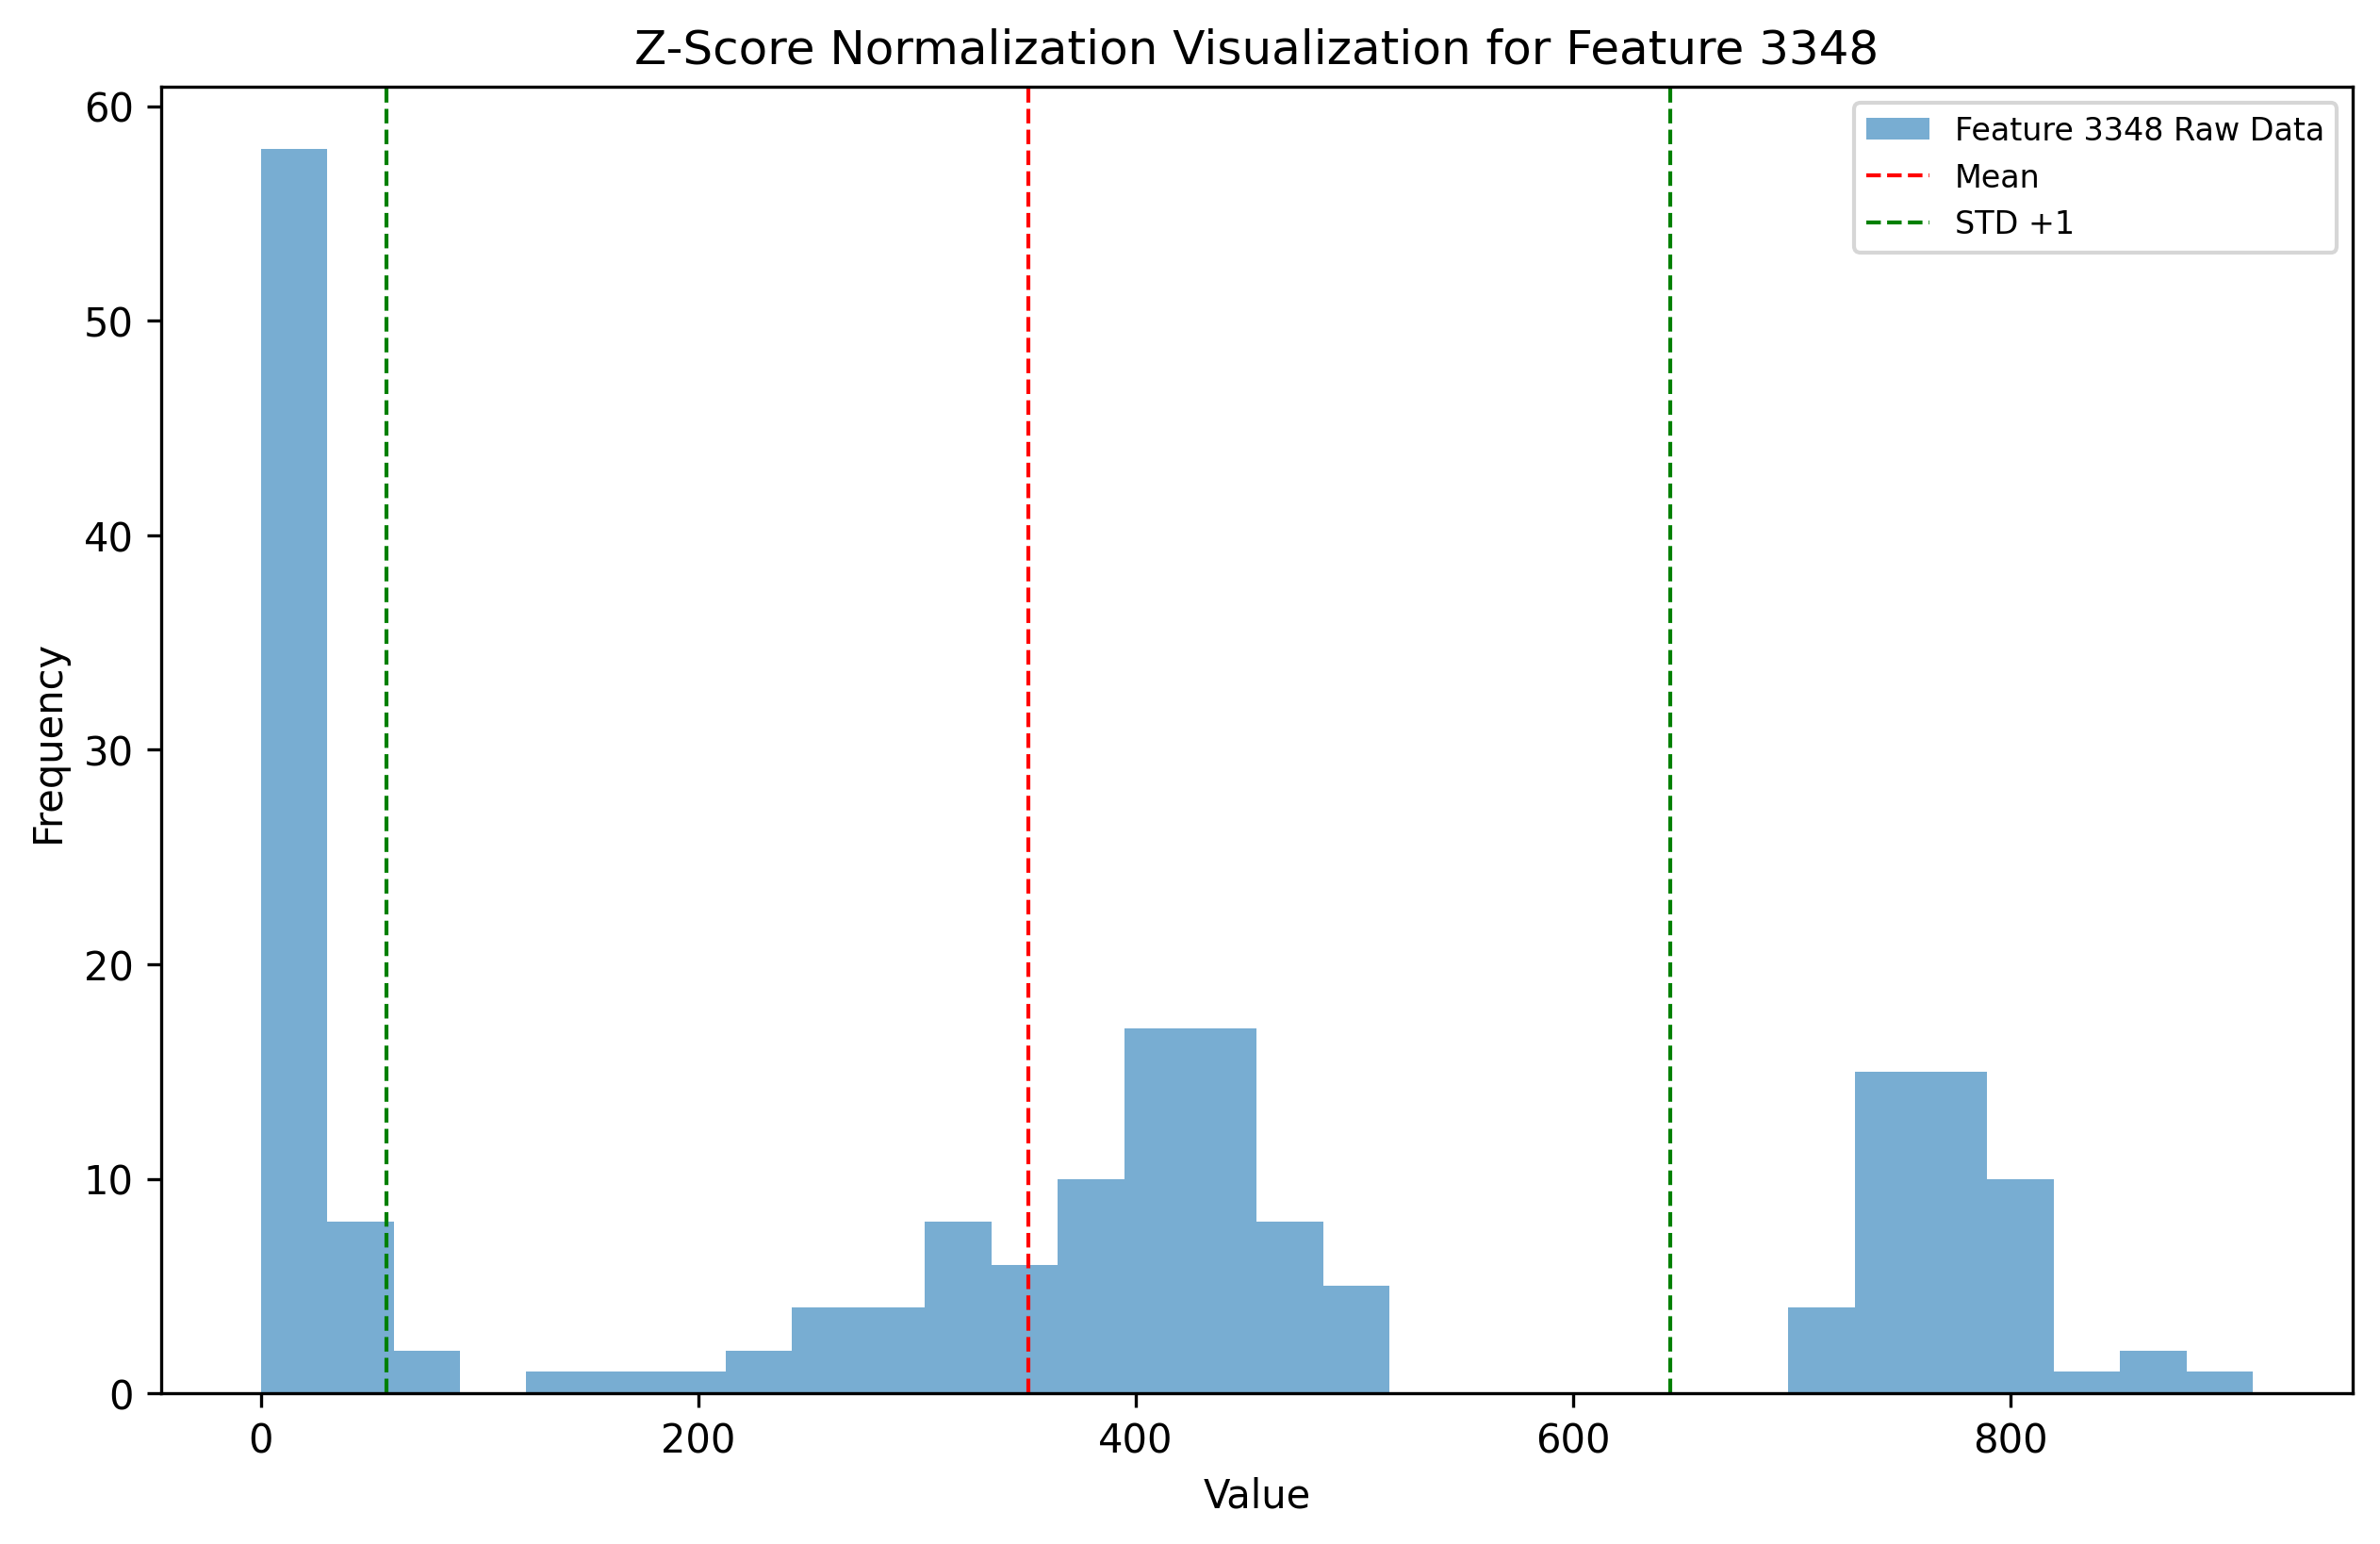 Z-Score Normalization Visualization for Feature 3348
Feature 3348 Raw Data
Mean
STD +1
60
50
40
30
20
10
0
Frequency
0 200 400 600 800
Value